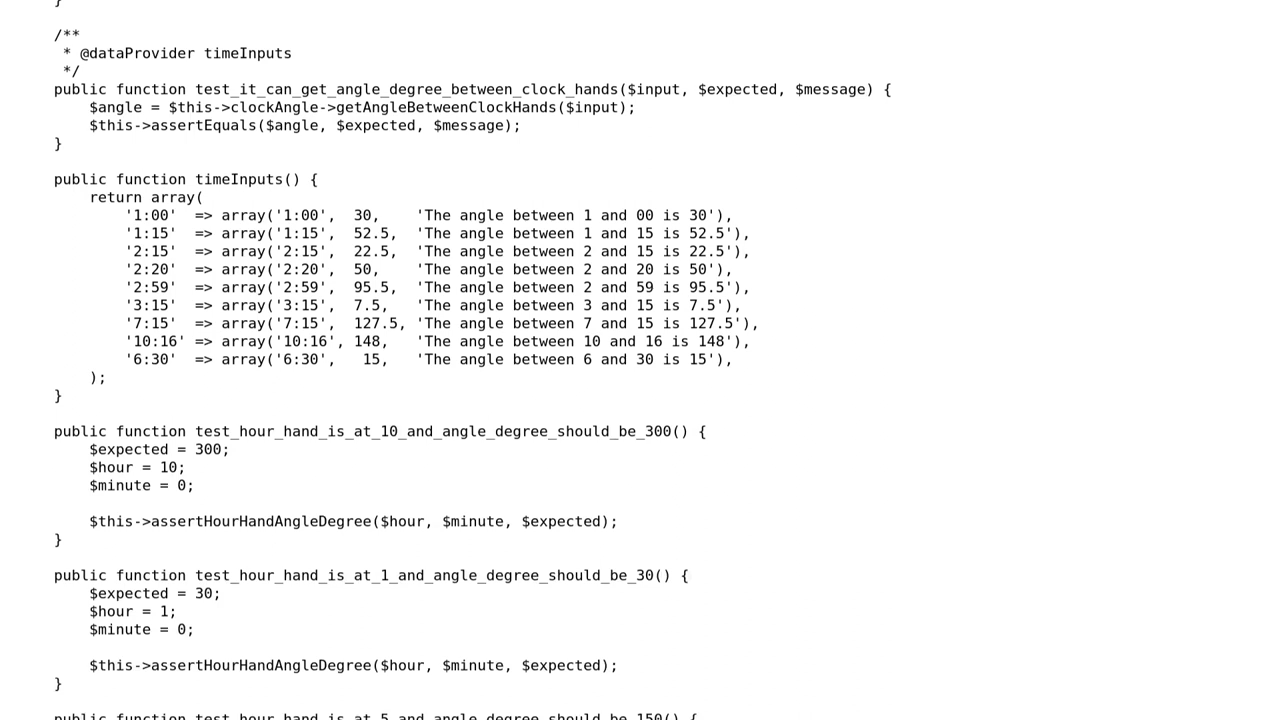 }
/**
 * @dataProvider timeInputs
 */
public function test_it_can_get_angle_degree_between_clock_hands($input, $expected, $message) {
    $angle = $this->clockAngle->getAngleBetweenClockHands($input);
    $this->assertEquals($angle, $expected, $message);
}
public function timeInputs() {
    return array(
        '1:00'  => array('1:00',  30,    'The angle between 1 and 00 is 30'),
        '1:15'  => array('1:15',  52.5,  'The angle between 1 and 15 is 52.5'),
        '2:15'  => array('2:15',  22.5,  'The angle between 2 and 15 is 22.5'),
        '2:20'  => array('2:20',  50,    'The angle between 2 and 20 is 50'),
        '2:59'  => array('2:59',  95.5,  'The angle between 2 and 59 is 95.5'),
        '3:15'  => array('3:15',  7.5,   'The angle between 3 and 15 is 7.5'),
        '7:15'  => array('7:15',  127.5, 'The angle between 7 and 15 is 127.5'),
        '10:16' => array('10:16', 148,   'The angle between 10 and 16 is 148'),
        '6:30'  => array('6:30',   15,   'The angle between 6 and 30 is 15'),
    );
}
public function test_hour_hand_is_at_10_and_angle_degree_should_be_300() {
    $expected = 300;
    $hour = 10;
    $minute = 0;
    $this->assertHourHandAngleDegree($hour, $minute, $expected);
}
public function test_hour_hand_is_at_1_and_angle_degree_should_be_30() {
    $expected = 30;
    $hour = 1;
    $minute = 0;
    $this->assertHourHandAngleDegree($hour, $minute, $expected);
}
public function test_hour_hand_is_at_5_and_angle_degree_should_be_150() {